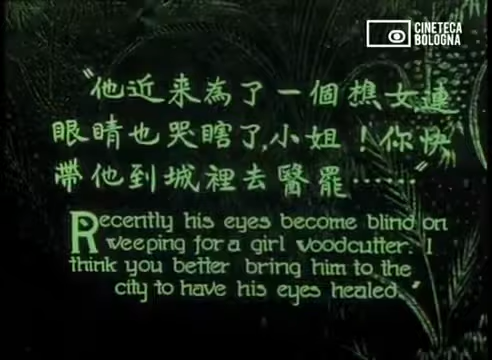 CINETECA
BOLOGNA
"他近来為了一個樵女連
眼睛也哭瞎了,小姐！你快
帶他到城裡去醫罷……"
Recently his eyes become blind on
weeping for a girl woodcutter. I
think you better bring him to the
city to have his eyes healed."